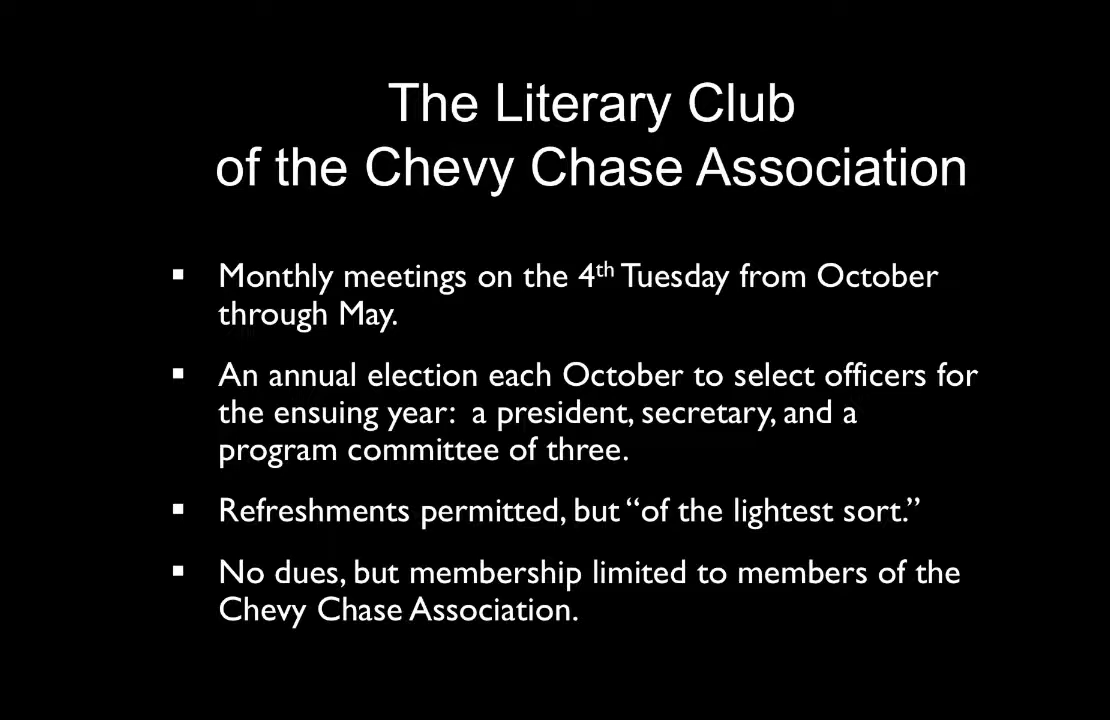 The Literary Club
of the Chevy Chase Association
▪ Monthly meetings on the 4th Tuesday from October
through May.
▪ An annual election each October to select officers for
the ensuing year:  a president, secretary, and a
program committee of three.
▪ Refreshments permitted, but “of the lightest sort.”
▪ No dues, but membership limited to members of the
Chevy Chase Association.